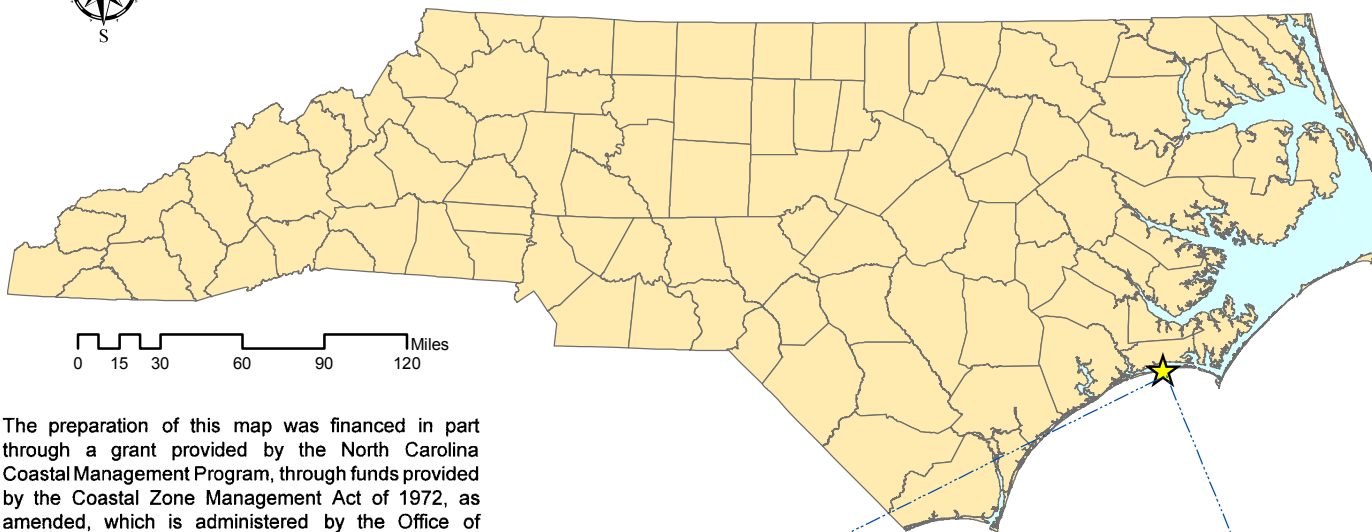 S
Miles
0 15 30 60 90 120
The preparation of this map was financed in part
through a grant provided by the North Carolina
Coastal Management Program, through funds provided
by the Coastal Zone Management Act of 1972, as
amended, which is administered by the Office of